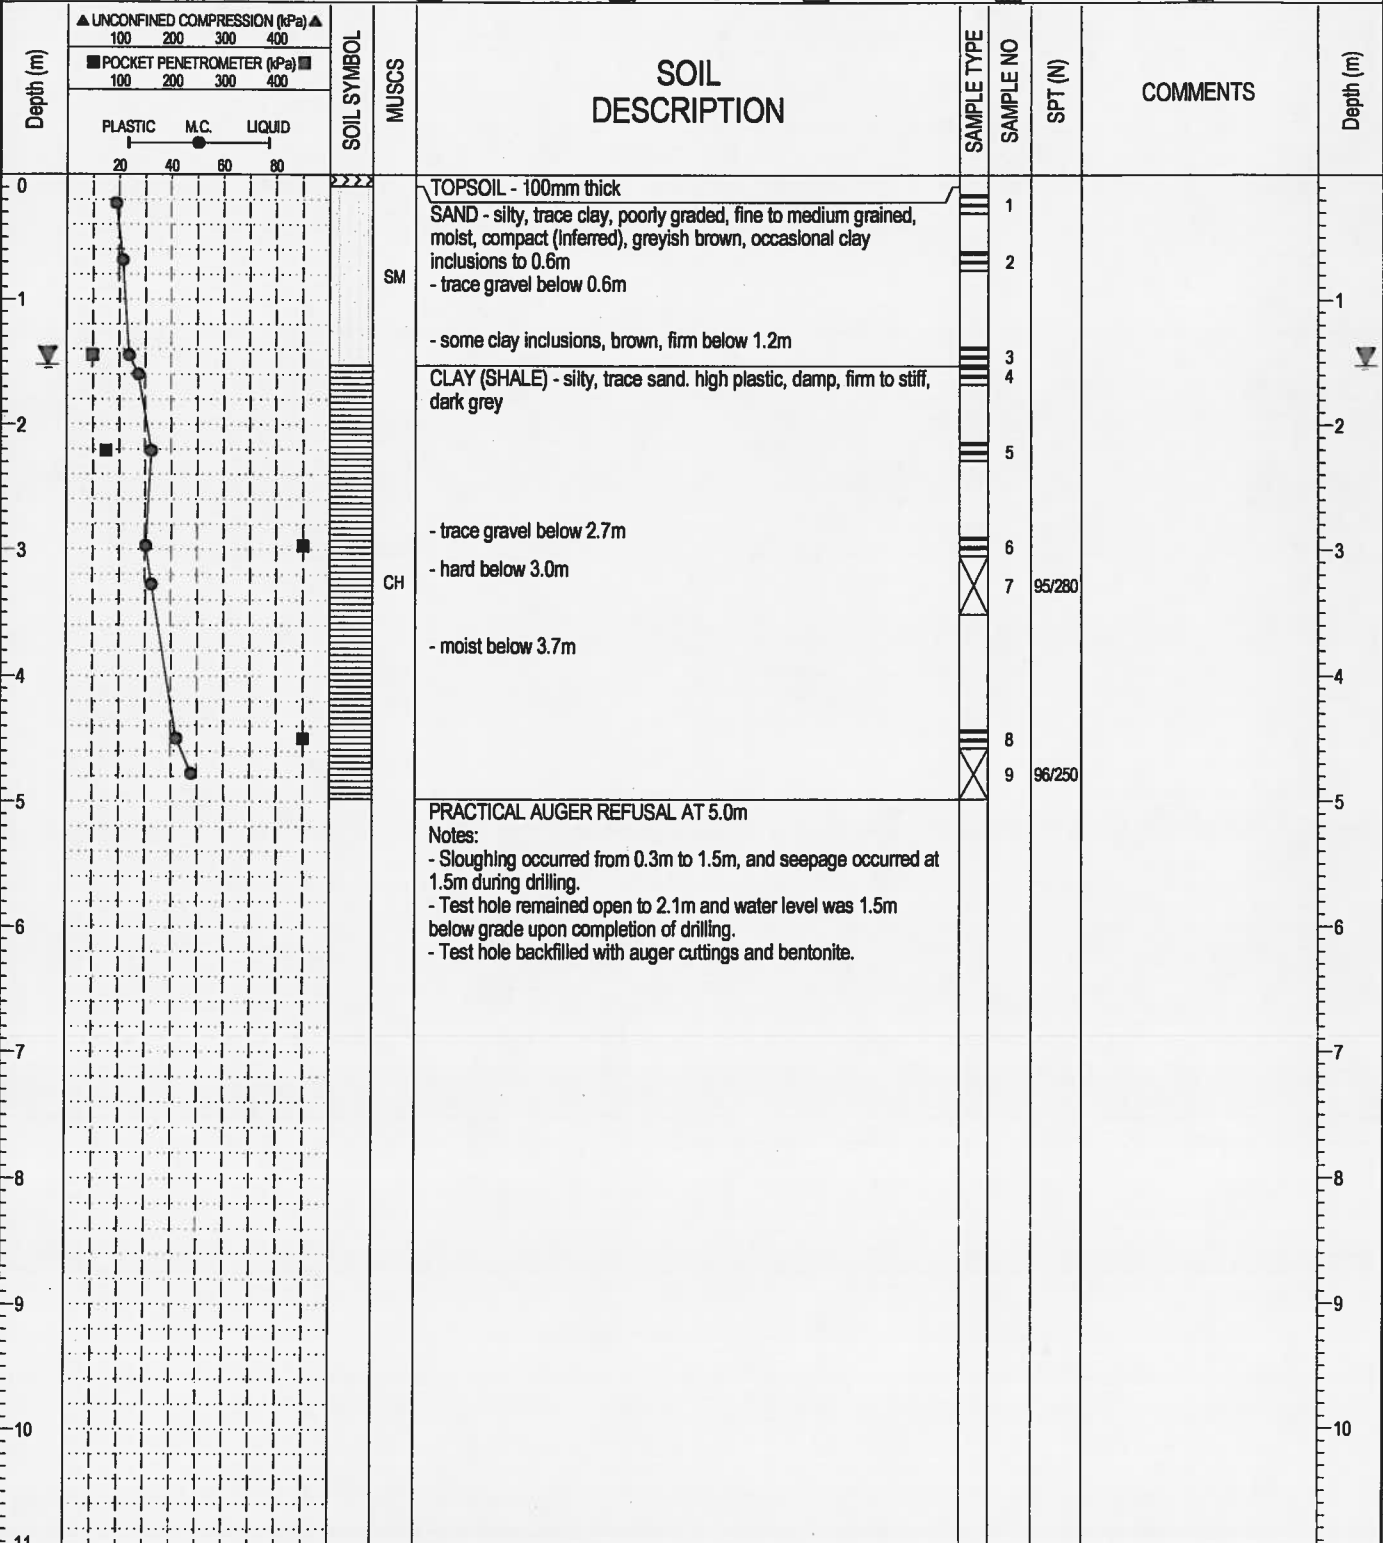 ▲ UNCONFINED COMPRESSION (kPa) ▲
100 200 300 400
■ POCKET PENETROMETER (kPa) ■
100 200 300 400
PLASTIC M.C. LIQUID
20 40 60 80
Depth (m)
SOIL SYMBOL
MUSCS
SOIL
DESCRIPTION
SAMPLE TYPE
SAMPLE NO
SPT (N)
COMMENTS
Depth (m)
0
TOPSOIL - 100mm thick
1
SAND - silty, trace clay, poorly graded, fine to medium grained,
moist, compact (inferred), greyish brown, occasional clay
inclusions to 0.6m
2
SM
- trace gravel below 0.6m
1
1
- some clay inclusions, brown, firm below 1.2m
3
CLAY (SHALE) - silty, trace sand. high plastic, damp, firm to stiff,
4
dark grey
2
2
5
- trace gravel below 2.7m
3
6
3
- hard below 3.0m
CH
7 95/280
- moist below 3.7m
4
4
8
9 96/250
5
5
PRACTICAL AUGER REFUSAL AT 5.0m
Notes:
- Sloughing occurred from 0.3m to 1.5m, and seepage occurred at
1.5m during drilling.
- Test hole remained open to 2.1m and water level was 1.5m
below grade upon completion of drilling.
- Test hole backfilled with auger cuttings and bentonite.
6
6
7
7
8
8
9
9
10
10
11